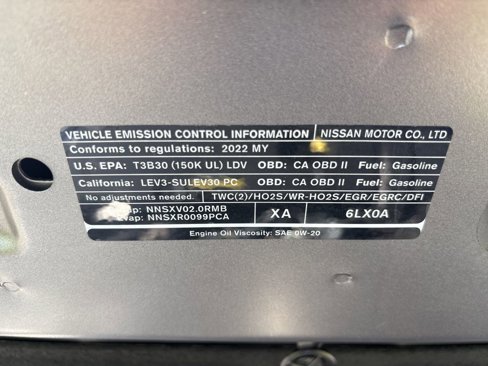 VEHICLE EMISSION CONTROL INFORMATION NISSAN MOTOR CO., LTD
Conforms to regulations: 2022 MY
U.S. EPA: T3B30 (150K UL) LDV OBD: CA OBD II Fuel: Gasoline
California: LEV3-SULEV30 PC OBD: CA OBD II Fuel: Gasoline
No adjustments needed. TWC(2)/HO2S/WR-HO2S/EGR/EGRC/DFI
NNSXV02.0RMB XA 6LX0A
NNSXR0099PCA
Engine Oil Viscosity: SAE 0W-20